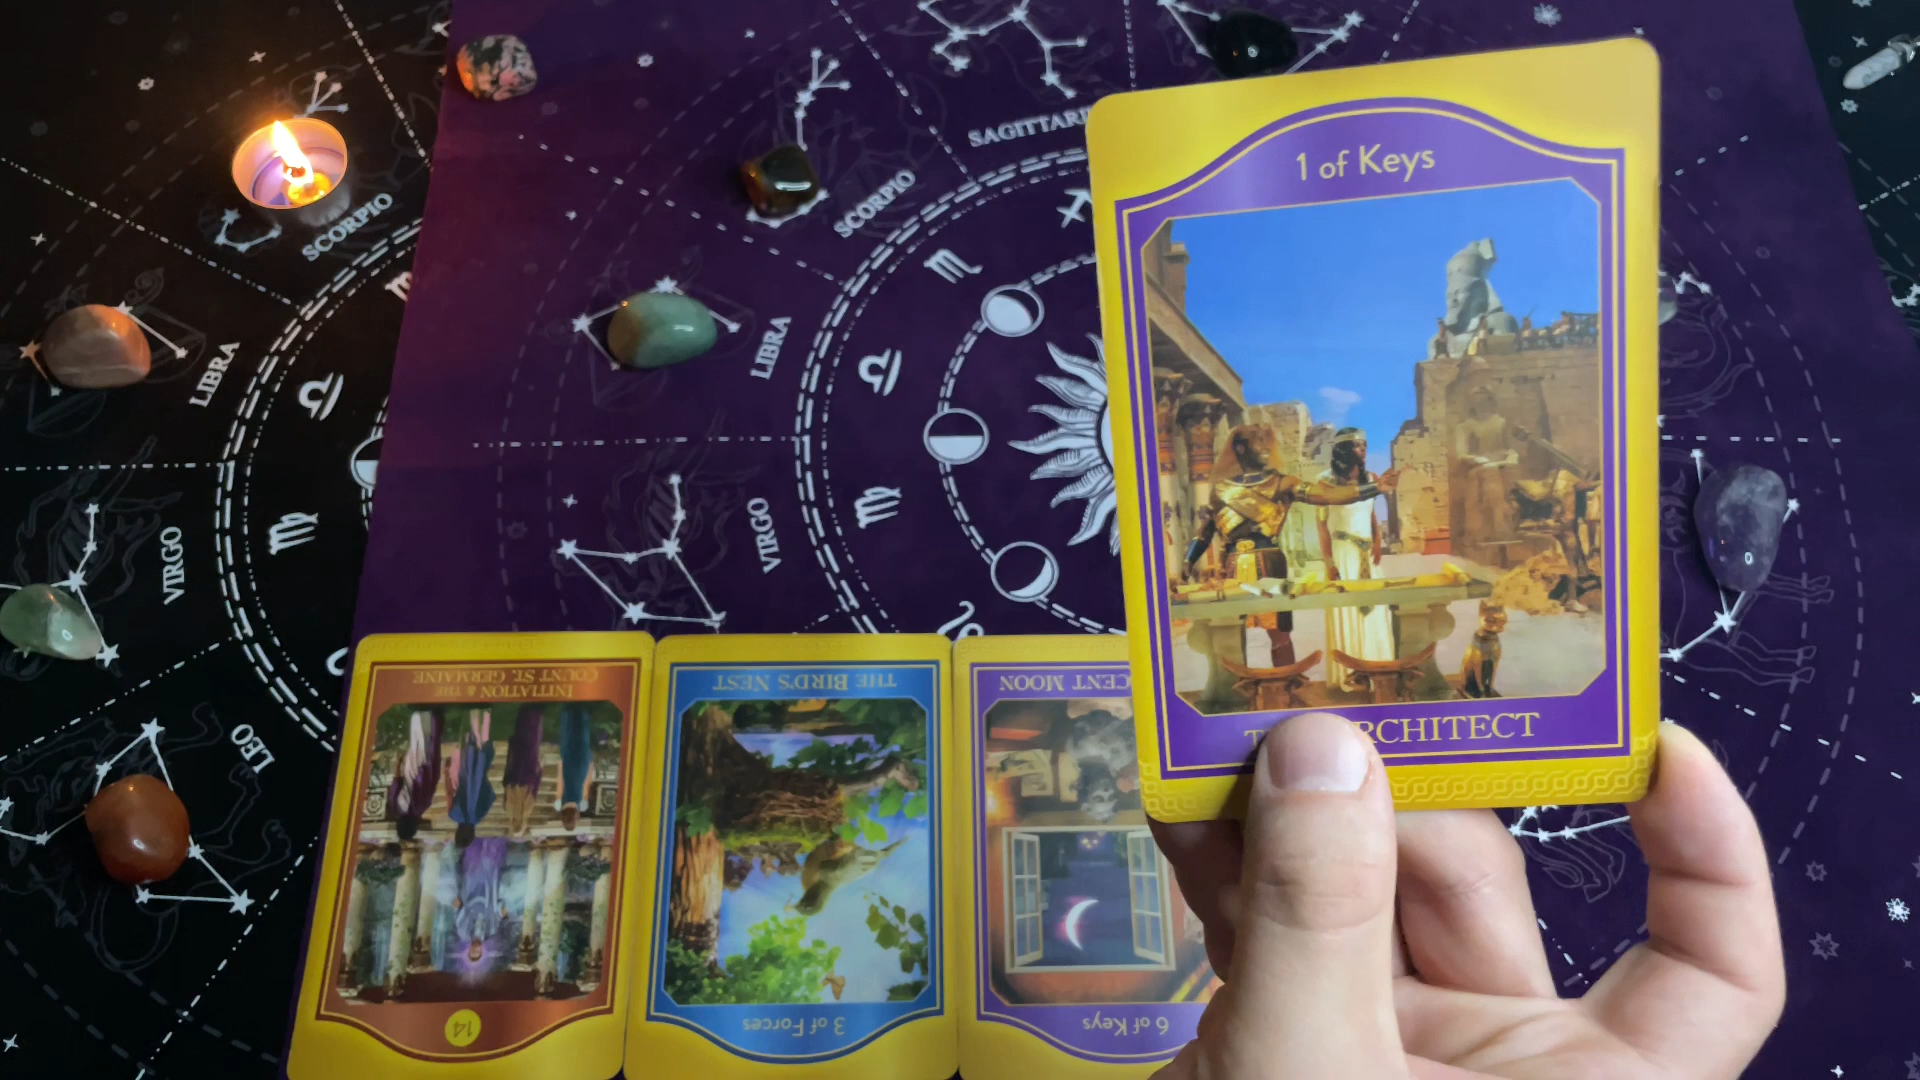 SAGITTARI
SCORPIO
SCORPIO
LIBRA
LIBRA
VIRGO
VIRGO
LEO
1 of Keys
T RCHITECT
INITIATION & THE
COUNT ST. GERMAINE
14
THE BIRD'S NEST
3 of Forces
CENT MOON
6 of Keys